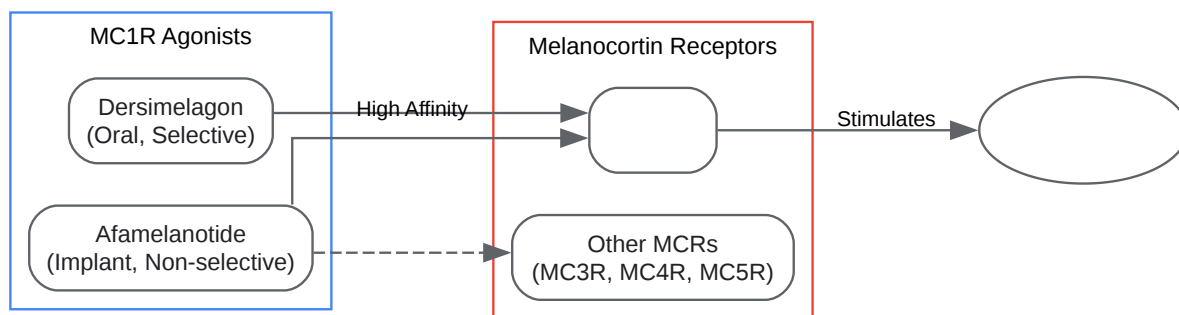 MC1R Agonists
Dersimelagon
(Oral, Selective)
Afamelanotide
(Implant, Non-selective)
High Affinity
Melanocortin Receptors
Other MCRs
(MC3R, MC4R, MC5R)
Stimulates